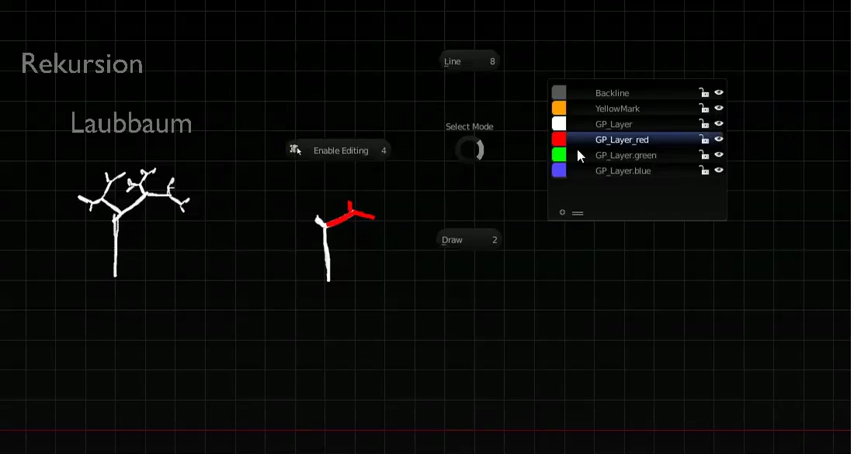 Rekursion
Laubbaum
Line 8
Select Mode
Enable Editing 4
Draw 2
Backline
YellowMark
GP_Layer
GP_Layer_red
GP_Layer.green
GP_Layer.blue